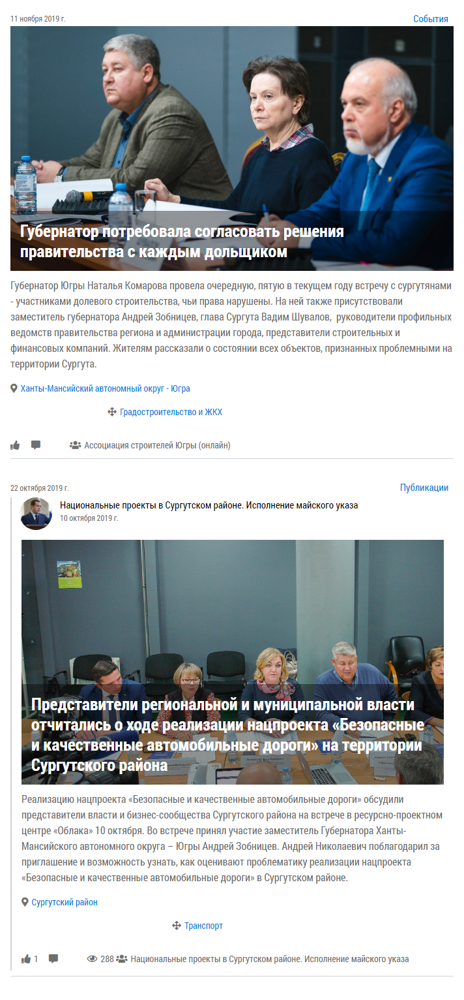 11 ноября 2019 г.
События
Губернатор потребовала согласовать решения
правительства с каждым дольщиком
Губернатор Югры Наталья Комарова провела очередную, пятую в текущем году встречу с сургутянами
- участниками долевого строительства, чьи права нарушены. На ней также присутствовали
заместитель губернатора Андрей Зобницев, глава Сургута Вадим Шувалов, руководители профильных
ведомств правительства региона и администрации города, представители строительных и
финансовых компаний. Жителям рассказали о состоянии всех объектов, признанных проблемными на
территории Сургута.
Ханты-Мансийский автономный округ - Югра
Градостроительство и ЖКХ
Ассоциация строителей Югры (онлайн)
22 октября 2019 г.
Публикации
Национальные проекты в Сургутском районе. Исполнение майского указа
10 октября 2019 г.
Представители региональной и муниципальной власти
отчитались о ходе реализации нацпроекта «Безопасные
и качественные автомобильные дороги» на территории
Сургутского района
Реализацию нацпроекта «Безопасные и качественные автомобильные дороги» обсудили
представители власти и бизнес-сообщества Сургутского района на встрече в ресурсно-проектном
центре «Облака» 10 октября. Во встрече принял участие заместитель Губернатора Ханты-
Мансийского автономного округа – Югры Андрей Зобницев. Андрей Николаевич поблагодарил за
приглашение и возможность узнать, как оценивают проблематику реализации нацпроекта
«Безопасные и качественные автомобильные дороги» в Сургутском районе.
Сургутский район
Транспорт
1
288
Национальные проекты в Сургутском районе. Исполнение майского указа